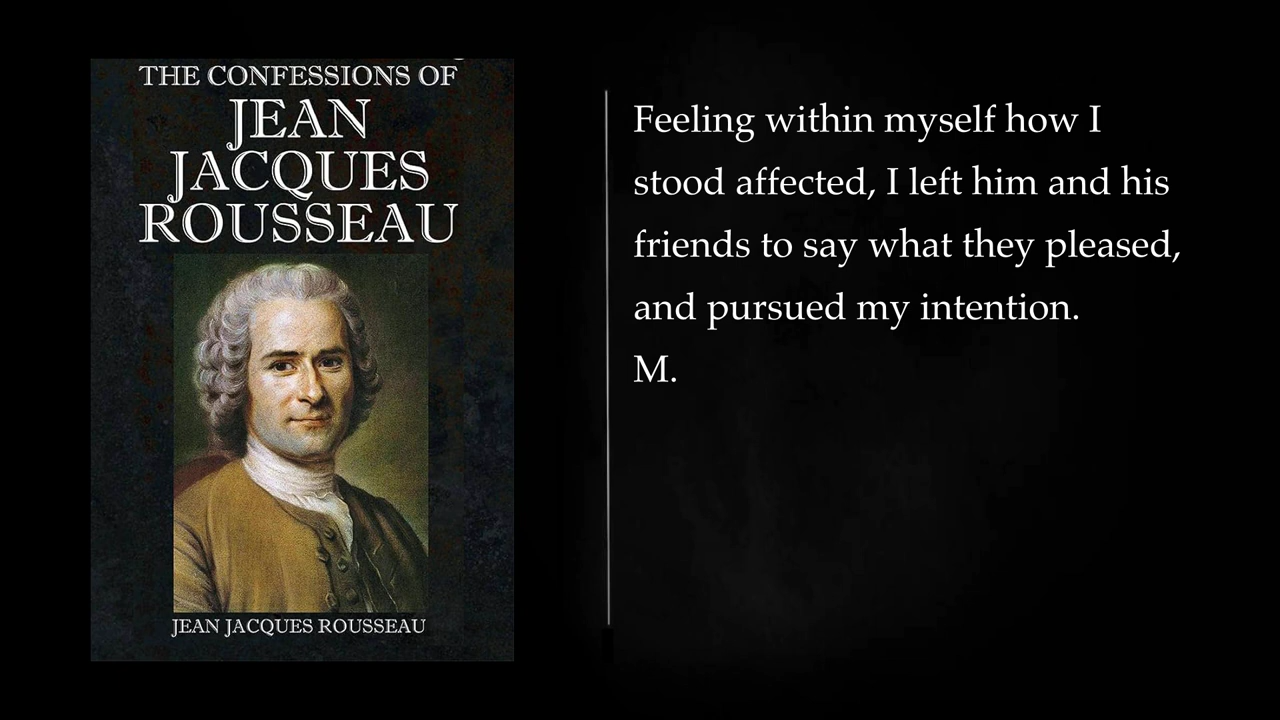 THE CONFESSIONS OF
JEAN
JACQUES
ROUSSEAU
JEAN JACQUES ROUSSEAU
Feeling within myself how I
stood affected, I left him and his
friends to say what they pleased,
and pursued my intention.
M.